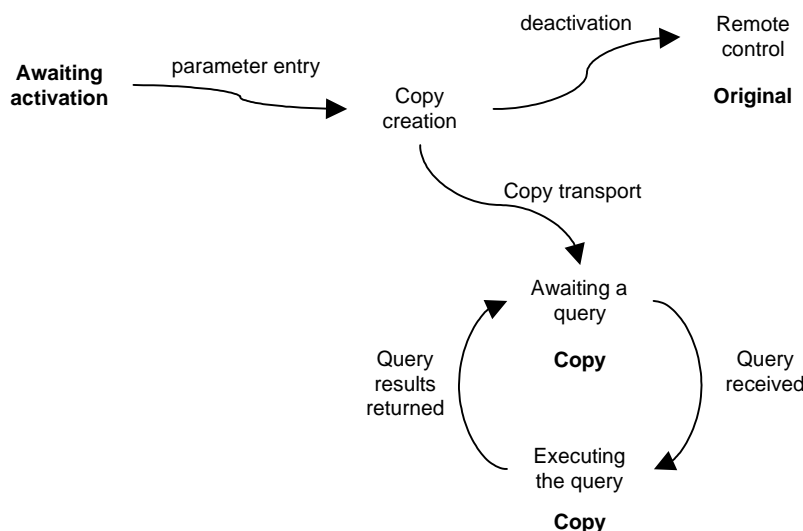 deactivation
Remote
control
Original
parameter entry
Awaiting
activation
Copy
creation
Copy transport
Awaiting a
query
Copy
Query
results
returned
Query
received
Executing
the query
Copy